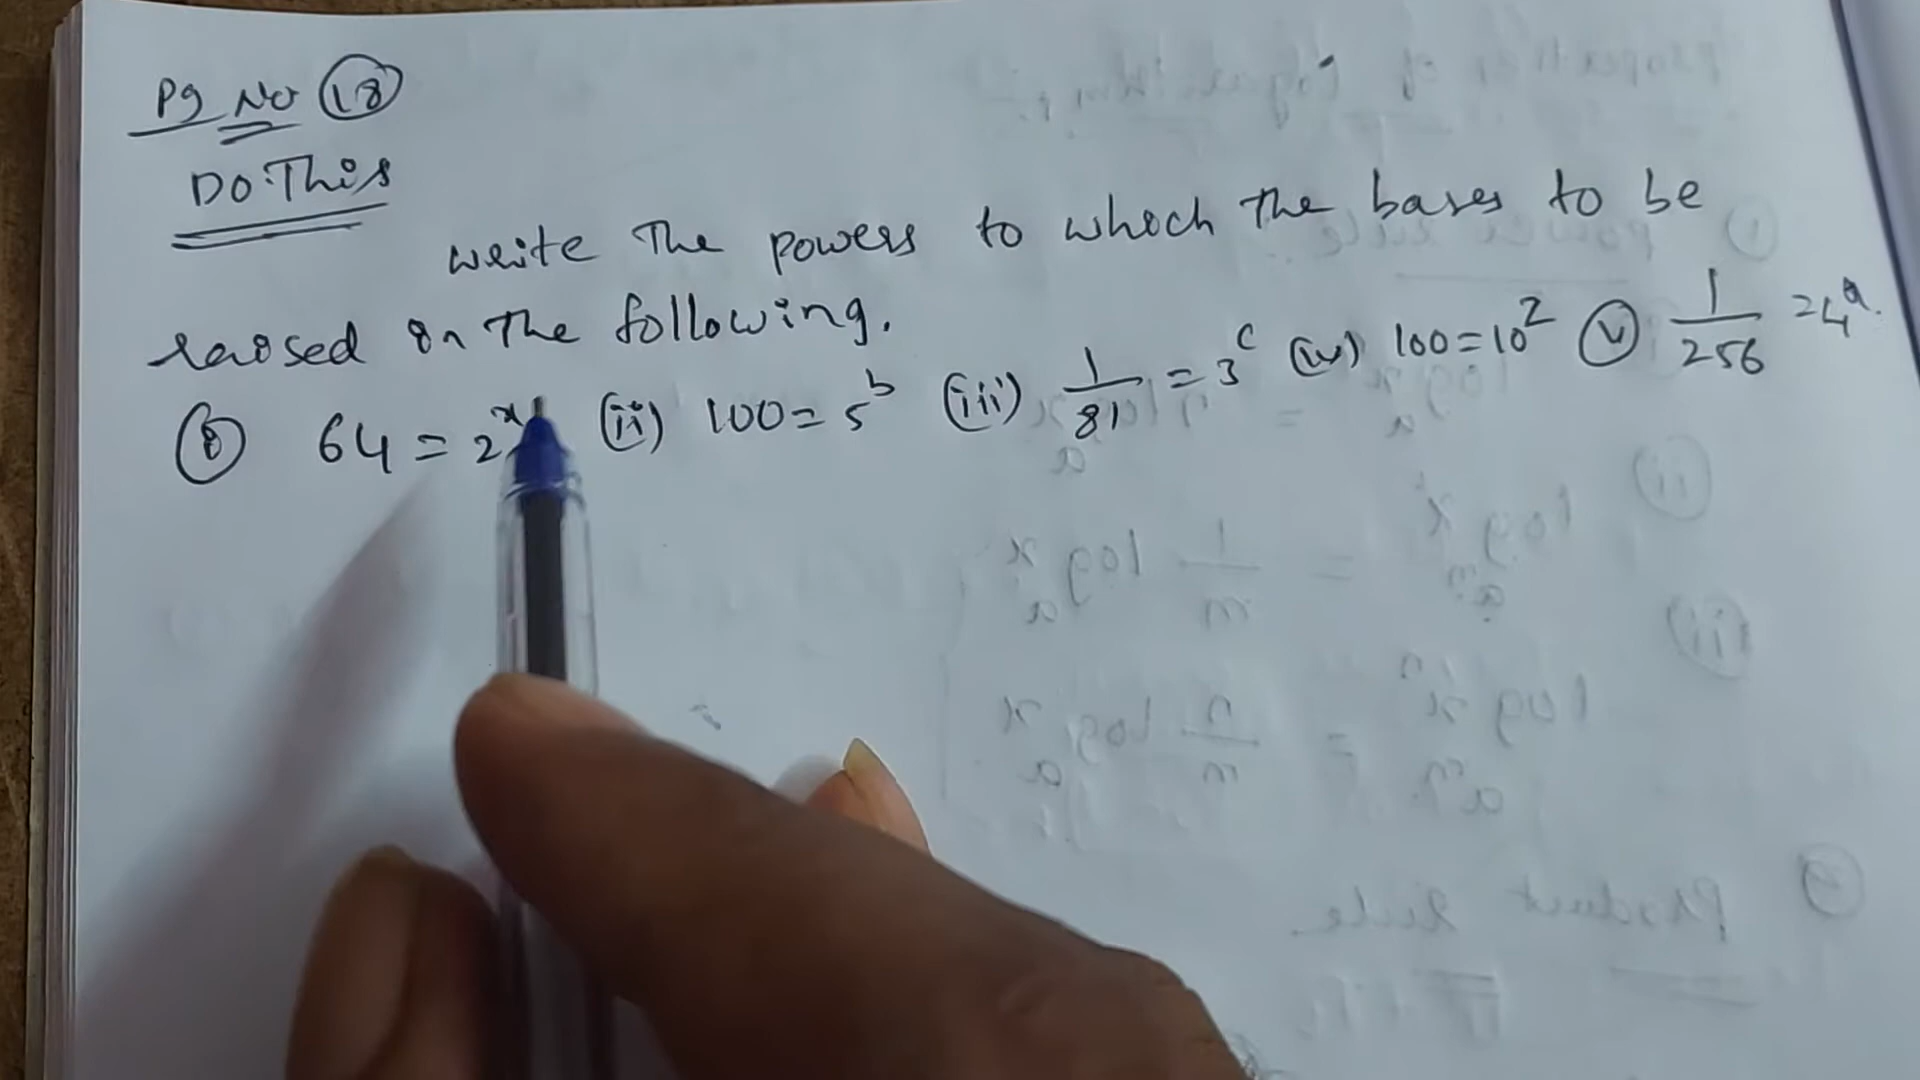 Pg No 18
Do This
write the powers to which the bases to be
raised in the following.
(i) 64 = 2^x (ii) 100 = 5^b (iii) 1/81 = 3^c (iv) 100 = 10^2 (v) 1/256 = 4^a.